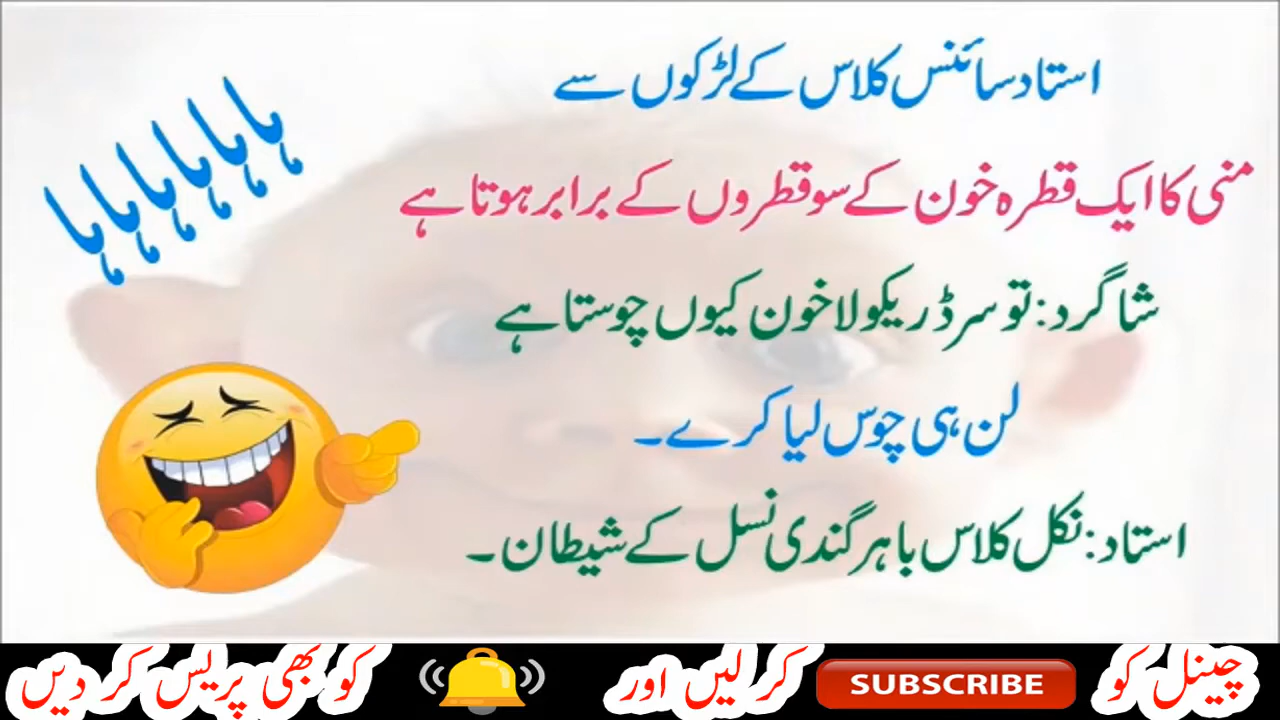 استاد سائنس کلاس کے لڑکوں سے
منی کا ایک قطرہ خون کے سو قطروں کے برابر ہوتا ہے
شاگرد: تو سر ڈریکولا خون کیوں چوستا ہے
لن ہی چوس لیا کرے۔
استاد: نکل کلاس باہر گندی نسل کے شیطان۔
ہاہاہاہاہاہا
چینل کو SUBSCRIBE کر لیں اور کو بھی پریس کر دیں